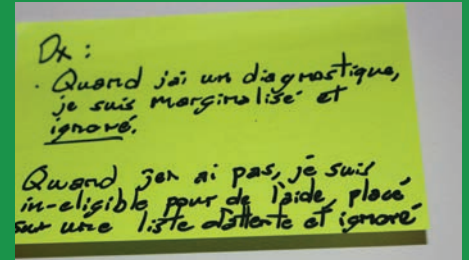 Dx :
· Quand j'ai un diagnostique,
je suis marginalisé et
ignoré.
Quand j'en ai pas, je suis
in-eligible pour de l'aide, placé
sur une liste d'attente et ignoré